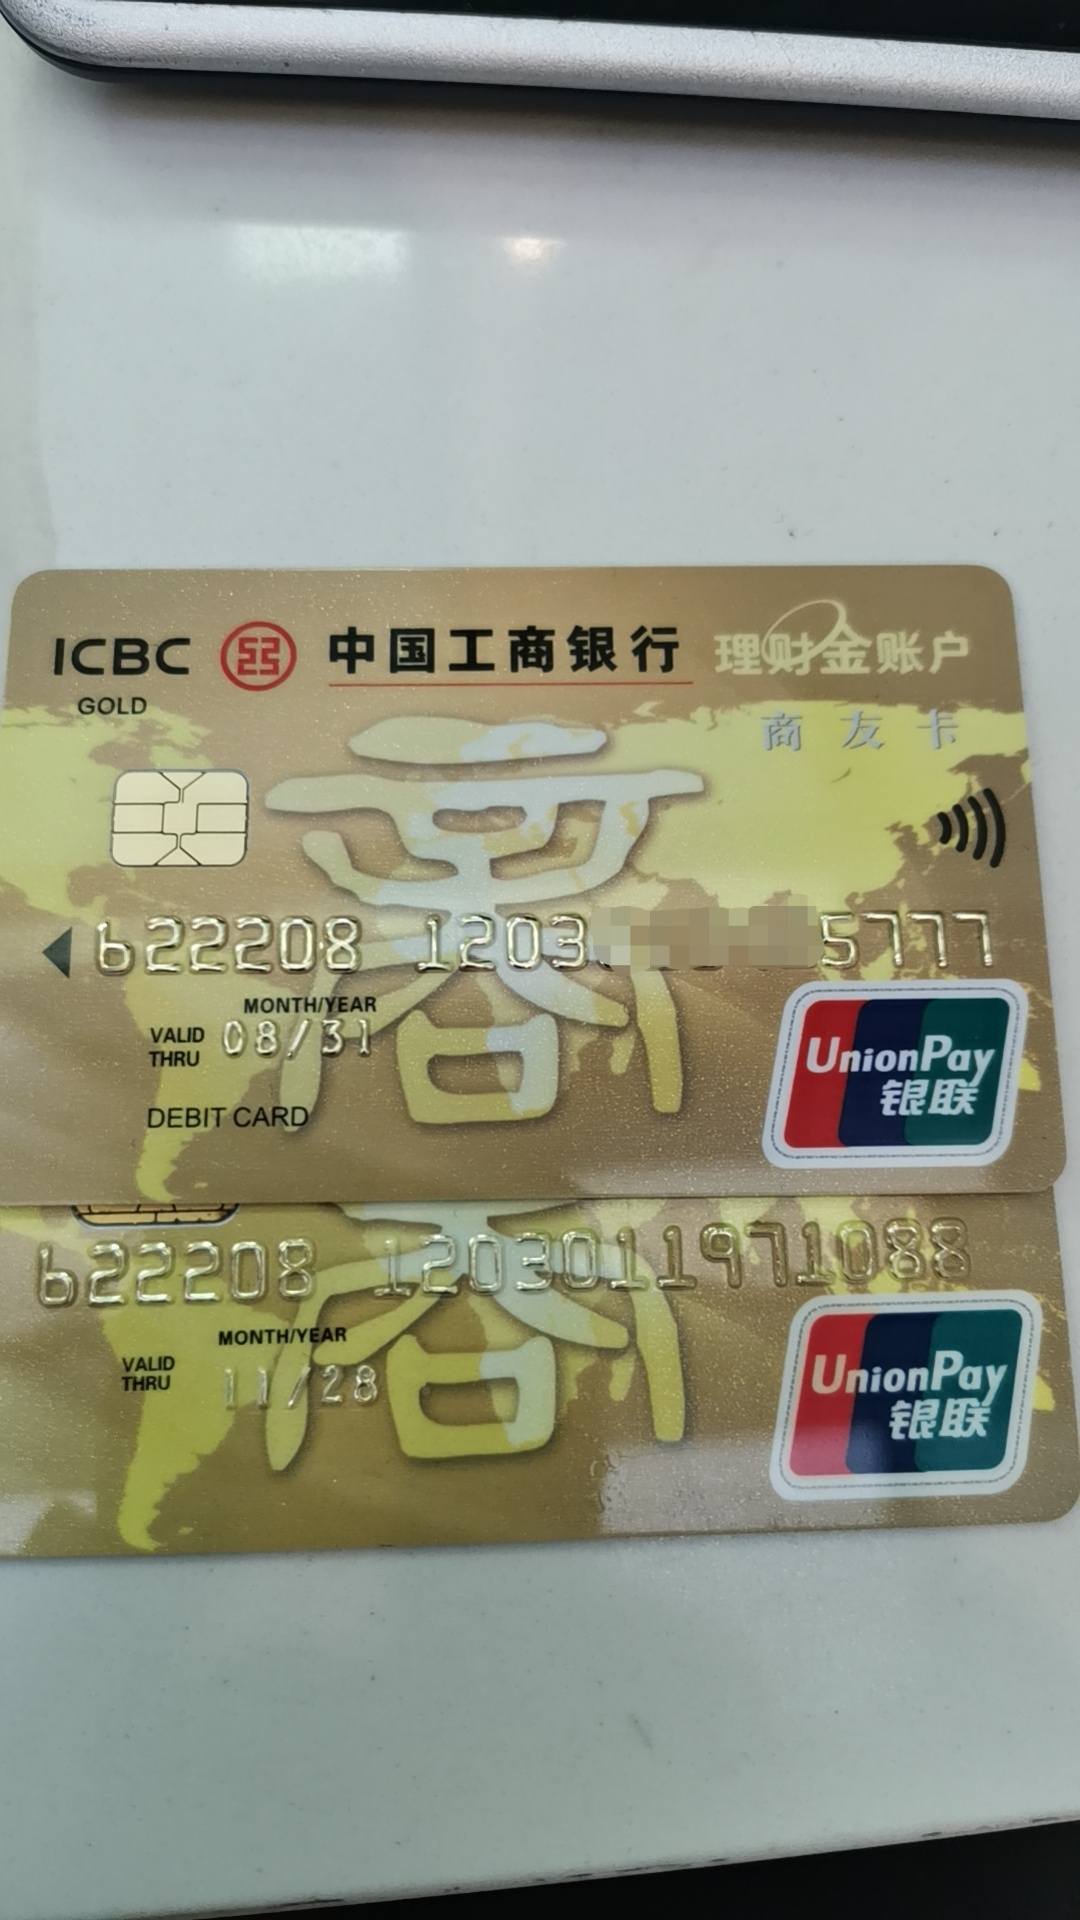 ICBC 中国工商银行 理财金账户
GOLD
商友卡
622208 1203 5777
MONTH/YEAR
VALID THRU 08/31
DEBIT CARD
UnionPay
银联
622208 1203011971088
MONTH/YEAR
VALID THRU 11/28
UnionPay
银联